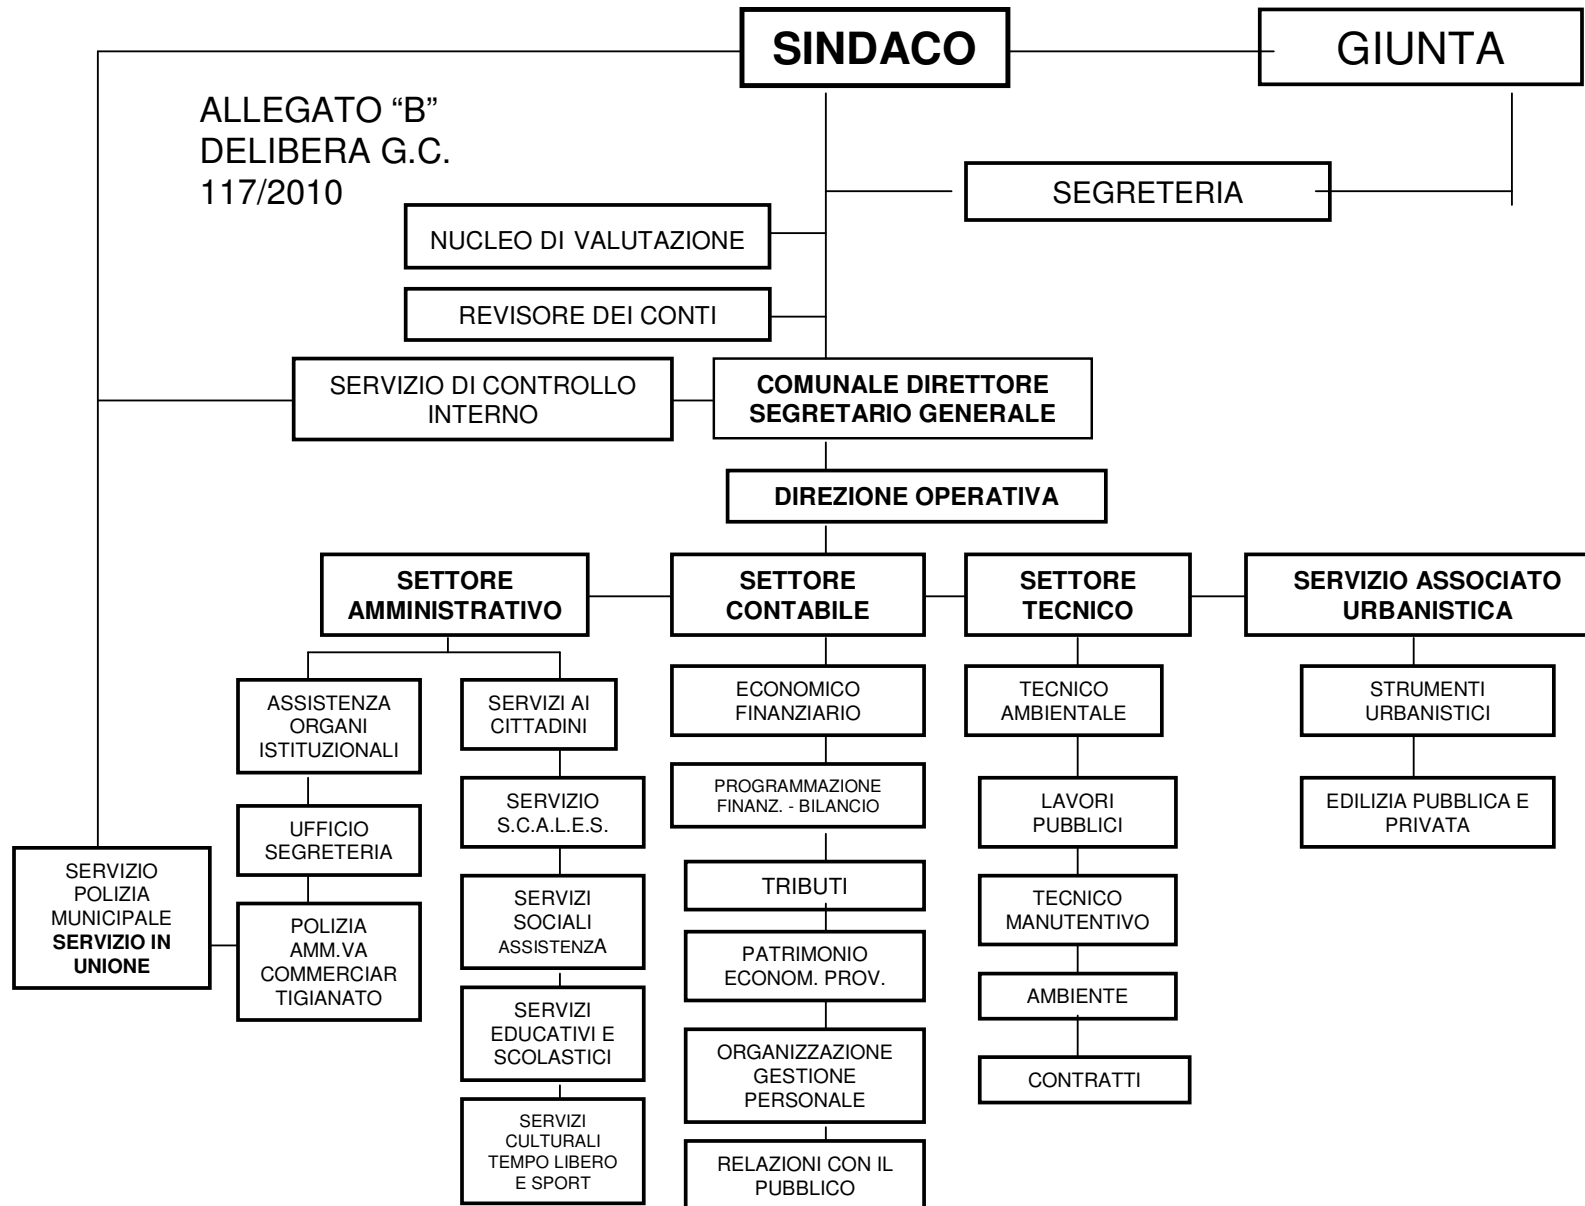 SINDACO
GIUNTA
ALLEGATO “B”
DELIBERA G.C.
117/2010
SEGRETERIA
NUCLEO DI VALUTAZIONE
REVISORE DEI CONTI
SERVIZIO DI CONTROLLO
INTERNO
COMUNALE DIRETTORE
SEGRETARIO GENERALE
DIREZIONE OPERATIVA
SETTORE
AMMINISTRATIVO
SETTORE
CONTABILE
SETTORE
TECNICO
SERVIZIO ASSOCIATO
URBANISTICA
ASSISTENZA
ORGANI
ISTITUZIONALI
UFFICIO
SEGRETERIA
POLIZIA
AMM.VA
COMMERCIAR
TIGIANATO
SERVIZIO
POLIZIA
MUNICIPALE
SERVIZIO IN
UNIONE
SERVIZI AI
CITTADINI
SERVIZIO
S.C.A.L.E.S.
SERVIZI
SOCIALI
ASSISTENZA
SERVIZI
EDUCATIVI E
SCOLASTICI
SERVIZI
CULTURALI
TEMPO LIBERO
E SPORT
ECONOMICO
FINANZIARIO
PROGRAMMAZIONE
FINANZ. - BILANCIO
TRIBUTI
PATRIMONIO
ECONOM. PROV.
ORGANIZZAZIONE
GESTIONE
PERSONALE
RELAZIONI CON IL
PUBBLICO
TECNICO
AMBIENTALE
LAVORI
PUBBLICI
TECNICO
MANUTENTIVO
AMBIENTE
CONTRATTI
STRUMENTI
URBANISTICI
EDILIZIA PUBBLICA E
PRIVATA